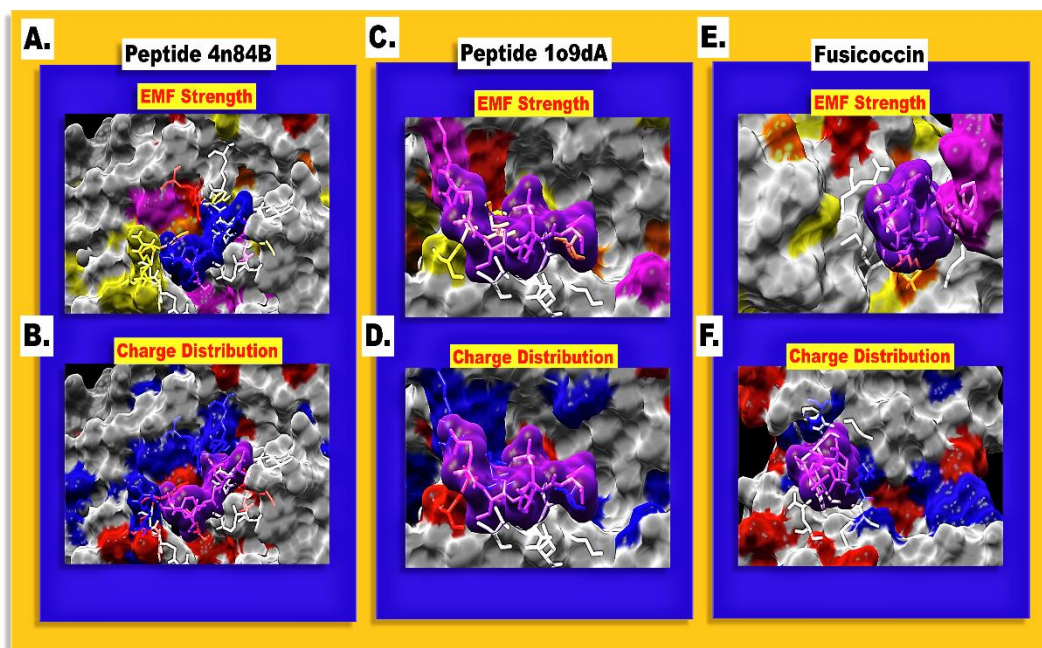 A.
Peptide 4n84B
EMF Strength
B.
Charge Distribution
C.
Peptide 1o9dA
EMF Strength
D.
Charge Distribution
E.
Fusicoccin
EMF Strength
F.
Charge Distribution